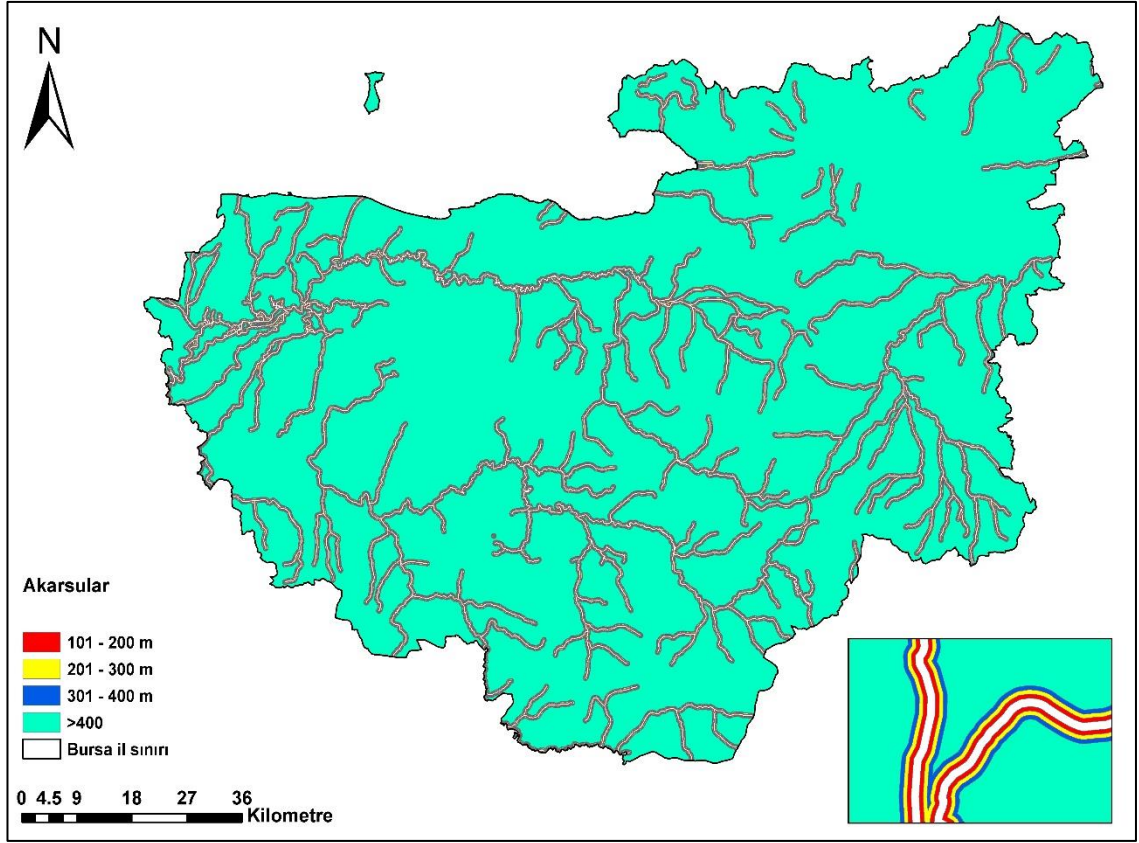 N
Akarsular
101 - 200 m
201 - 300 m
301 - 400 m
>400
Bursa il sınırı
0 4.5 9 18 27 36
Kilometre